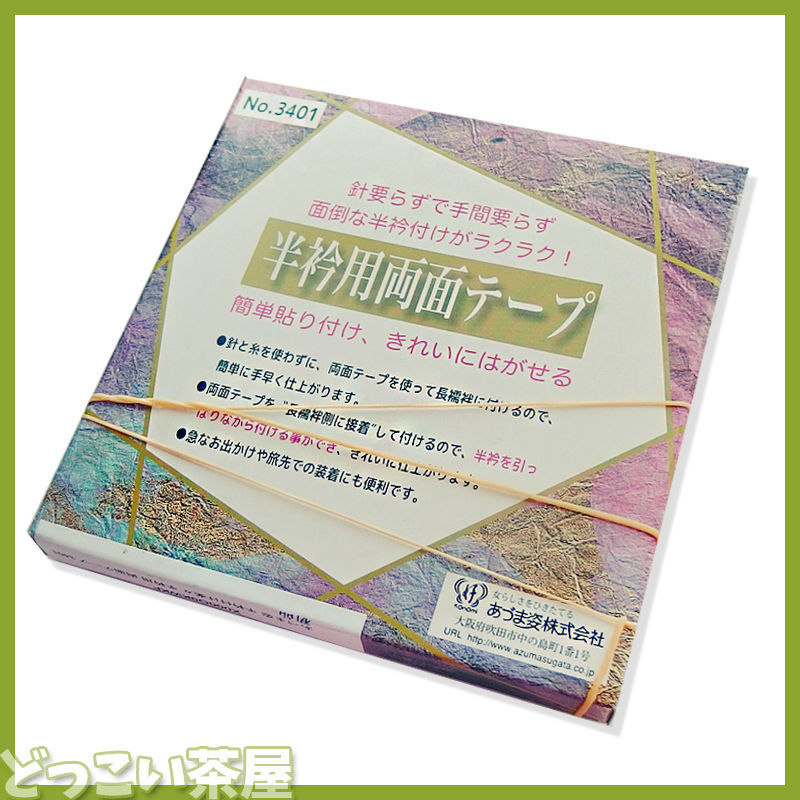 No.3401
針要らずで手間要らず
面倒な半衿付けがラクラク！
半衿用両面テープ
簡単貼り付け、きれいにはがせる
●針と糸を使わずに、両面テープを使って長襦袢に付けるので、
簡単に手早く仕上がります。
●両面テープを“長襦袢側に接着”して付けるので、半衿を引っ
ぱりながら付ける事ができ、きれいに仕上がります。
●急なお出かけや旅先での装着にも便利です。
KONOMI
女らしさをひきたてる
あづま姿株式会社
大阪府吹田市中の島町1番1号
URL http://www.azumasugata.co.jp
どっこい茶屋